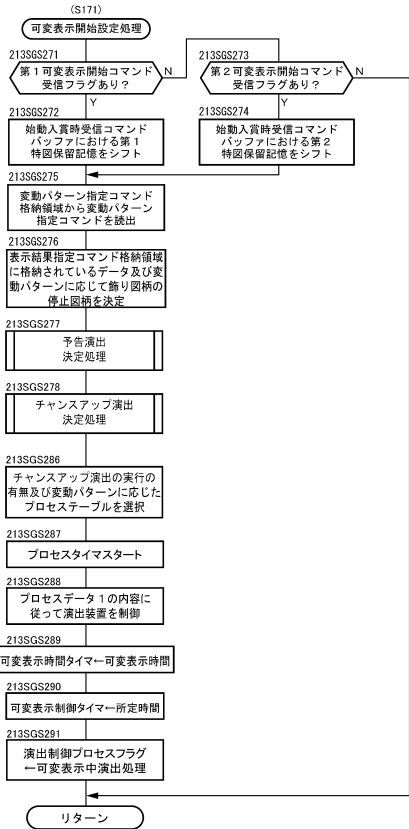 (S171)
可変表示開始設定処理
213SGS271
第1可変表示開始コマンド
受信フラグあり？
N
Y
213SGS273
第2可変表示開始コマンド
受信フラグあり？
N
Y
213SGS272
始動入賞時受信コマンド
バッファにおける第1
特図保留記憶をシフト
213SGS274
始動入賞時受信コマンド
バッファにおける第2
特図保留記憶をシフト
213SGS275
変動パターン指定コマンド
格納領域から変動パターン
指定コマンドを読出
213SGS276
表示結果指定コマンド格納領域
に格納されているデータ及び変
動パターンに応じて飾り図柄の
停止図柄を決定
213SGS277
予告演出
決定処理
213SGS278
チャンスアップ演出
決定処理
213SGS286
チャンスアップ演出の実行の
有無及び変動パターンに応じた
プロセステーブルを選択
213SGS287
プロセスタイマスタート
213SGS288
プロセスデータ1の内容に
従って演出装置を制御
213SGS289
可変表示時間タイマ←可変表示時間
213SGS290
可変表示制御タイマ←所定時間
213SGS291
演出制御プロセスフラグ
←可変表示中演出処理
リターン